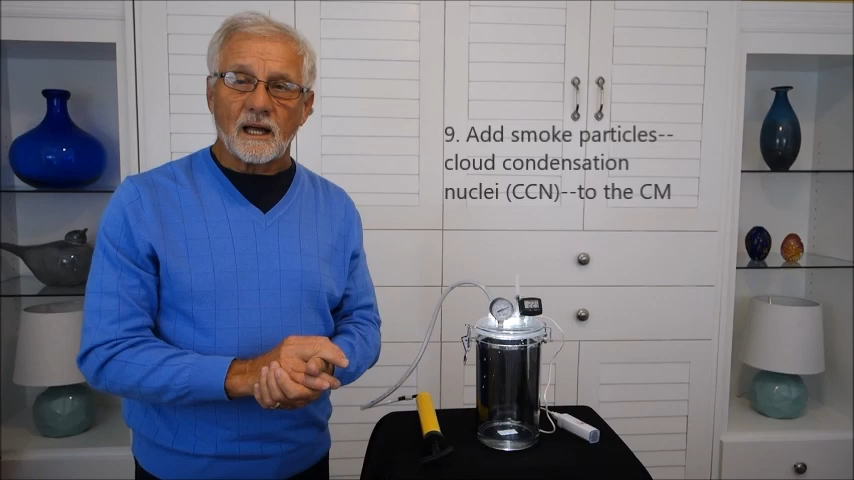 9. Add smoke particles--
cloud condensation
nuclei (CCN)--to the CM